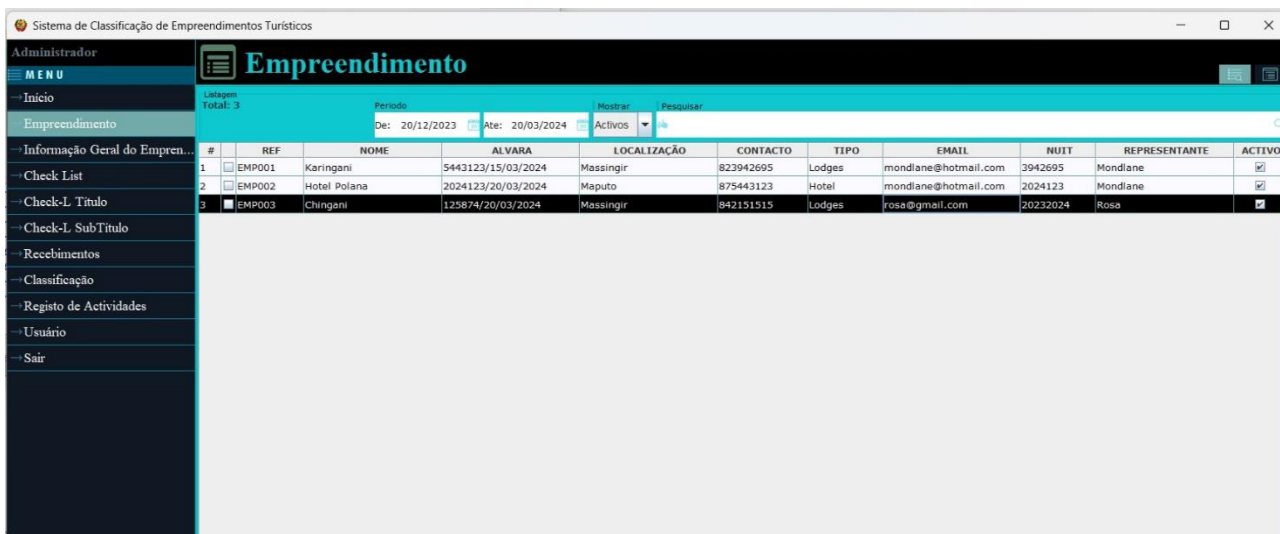 Sistema de Classificação de Empreendimentos Turísticos
Administrador
MENU
Inicio
Empreendimento
Informação Geral do Empren...
Check List
Check-L Título
Check-L SubTítulo
Recebimentos
Classificação
Registo de Actividades
Usuário
Sair
Empreendimento
Listagem
Total: 3
Periodo Mostrar Pesquisar
De: 20/12/2023 Ate: 20/03/2024 Activos
# REF NOME ALVARA LOCALIZAÇÃO CONTACTO TIPO EMAIL NUIT REPRESENTANTE ACTIVO
1 EMP001 Karingani 5443123/15/03/2024 Massingir 823942695 Lodges mondlane@hotmail.com 3942695 Mondlane
2 EMP002 Hotel Polana 2024123/20/03/2024 Maputo 875443123 Hotel mondlane@hotmail.com 2024123 Mondlane
3 EMP003 Chingani 125874/20/03/2024 Massingir 842151515 Lodges rosa@gmail.com 20232024 Rosa